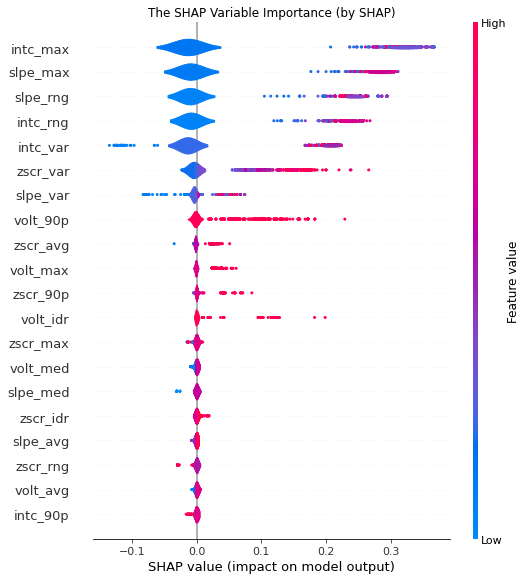 The SHAP Variable Importance (by SHAP)
High
intc_max
slpe_max
slpe_rng
intc_rng
intc_var
zscr_var
slpe_var
volt_90p
zscr_avg
volt_max
zscr_90p
volt_idr
zscr_max
volt_med
slpe_med
zscr_idr
slpe_avg
zscr_rng
volt_avg
intc_90p
Feature value
Low
−0.1 0.0 0.1 0.2 0.3
SHAP value (impact on model output)